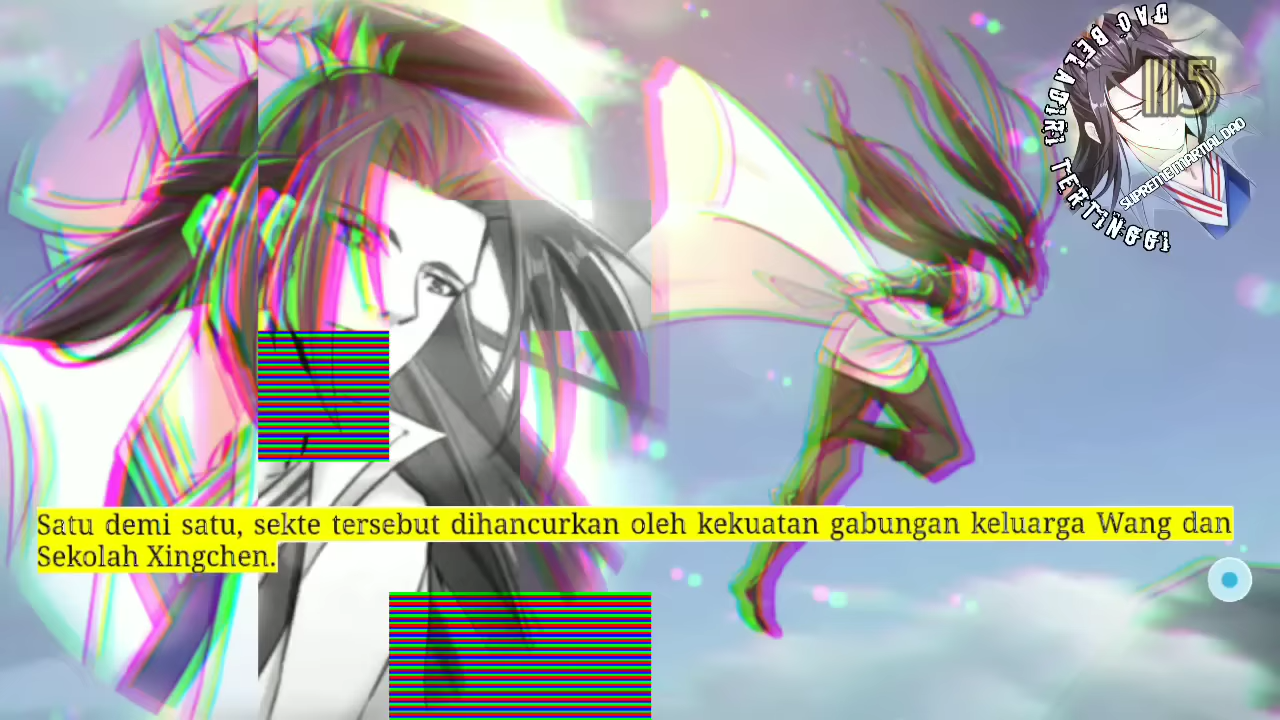 DAO BELADIRI TERTINGGI
115
SUPREME MARTIAL DAO
Satu demi satu, sekte tersebut dihancurkan oleh kekuatan gabungan keluarga Wang dan
Sekolah Xingchen.